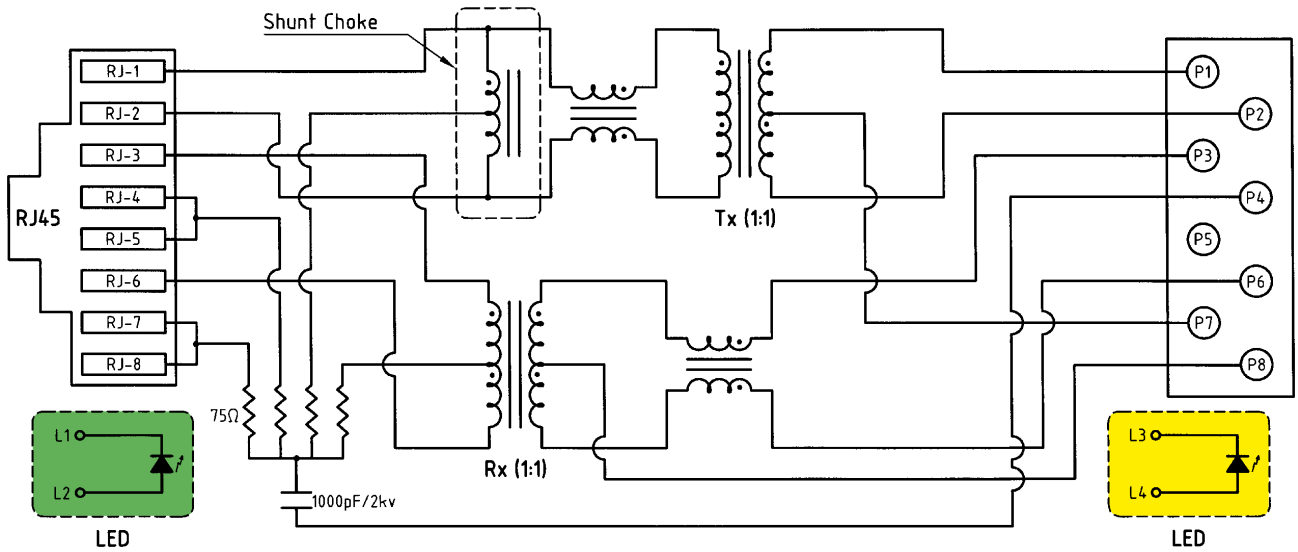 Shunt Choke
RJ-1
RJ-2
RJ-3
RJ-4
RJ-5
RJ-6
RJ-7
RJ-8
RJ45
P1
P2
P3
P4
P5
P6
P7
P8
Tx (1:1)
Rx (1:1)
75Ω
1000pF/2kv
L1
L2
LED
L3
L4
LED